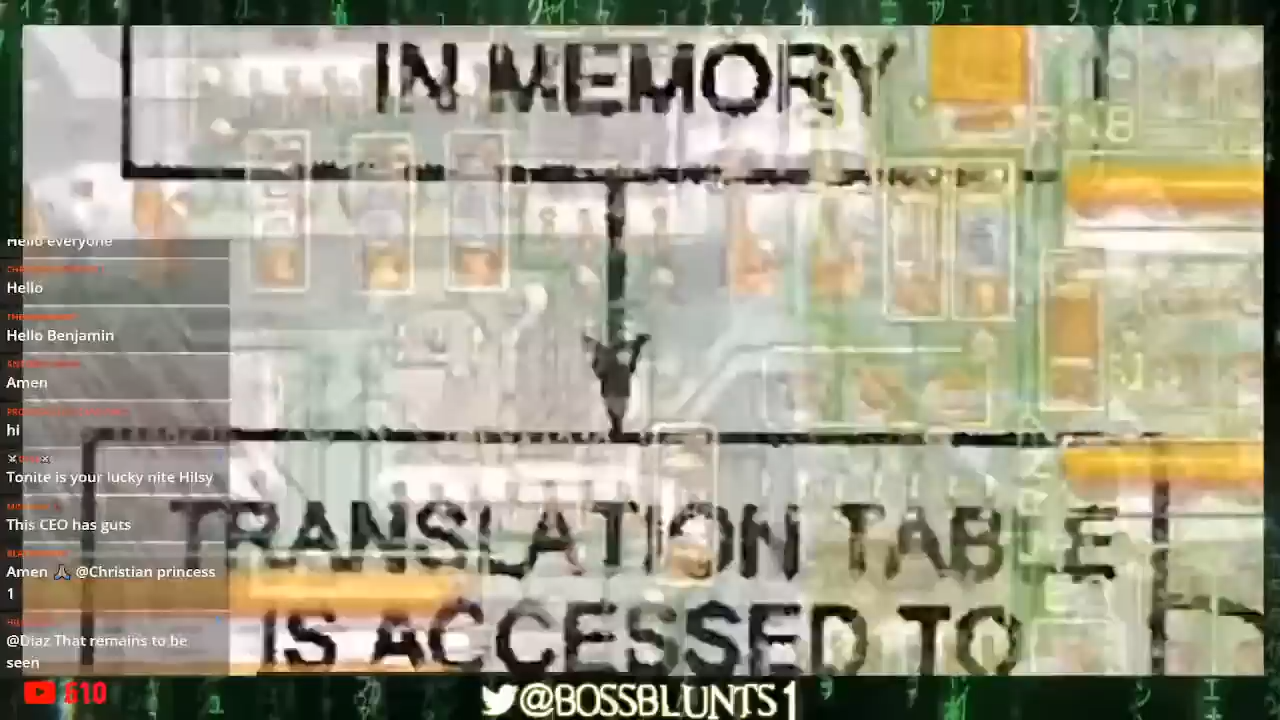 IN MEMORY
TRANSLATION TABLE
IS ACCESSED TO
Hello everyone
Hello
Hello Benjamin
Amen
hi
Tonite is your lucky nite Hilsy
This CEO has guts
Amen 🙏 @Christian princess
1
@Diaz That remains to be
seen
510
@BOSSBLUNTS1